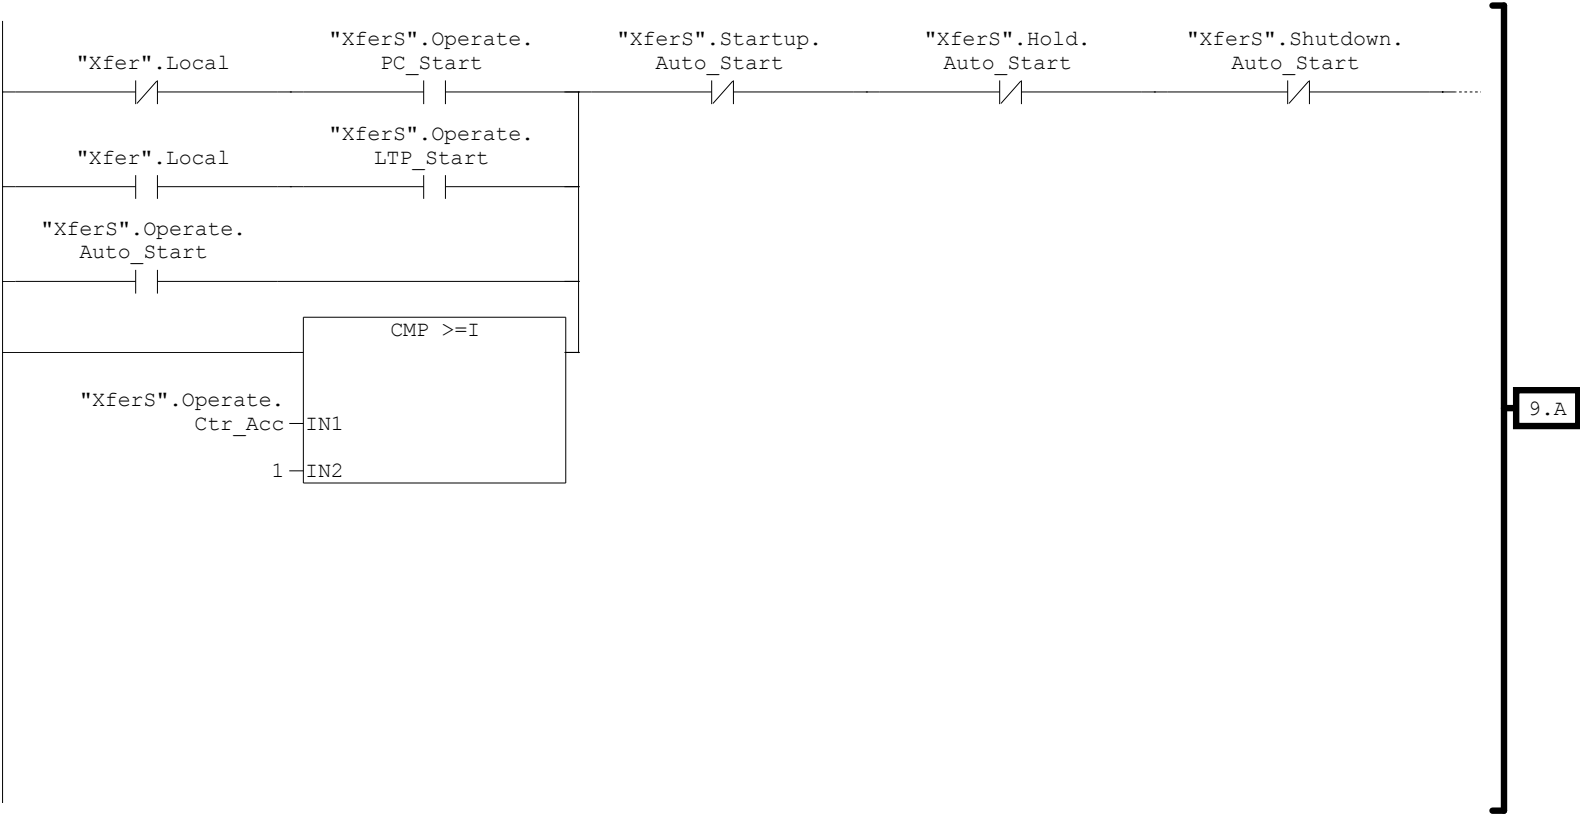 "XferS".Operate.
"XferS".Startup.
"XferS".Hold.
"XferS".Shutdown.
"Xfer".Local
PC_Start
Auto_Start
Auto_Start
Auto_Start
"XferS".Operate.
"Xfer".Local
LTP_Start
"XferS".Operate.
Auto_Start
CMP >=I
"XferS".Operate.
Ctr_Acc
IN1
9.A
1
IN2